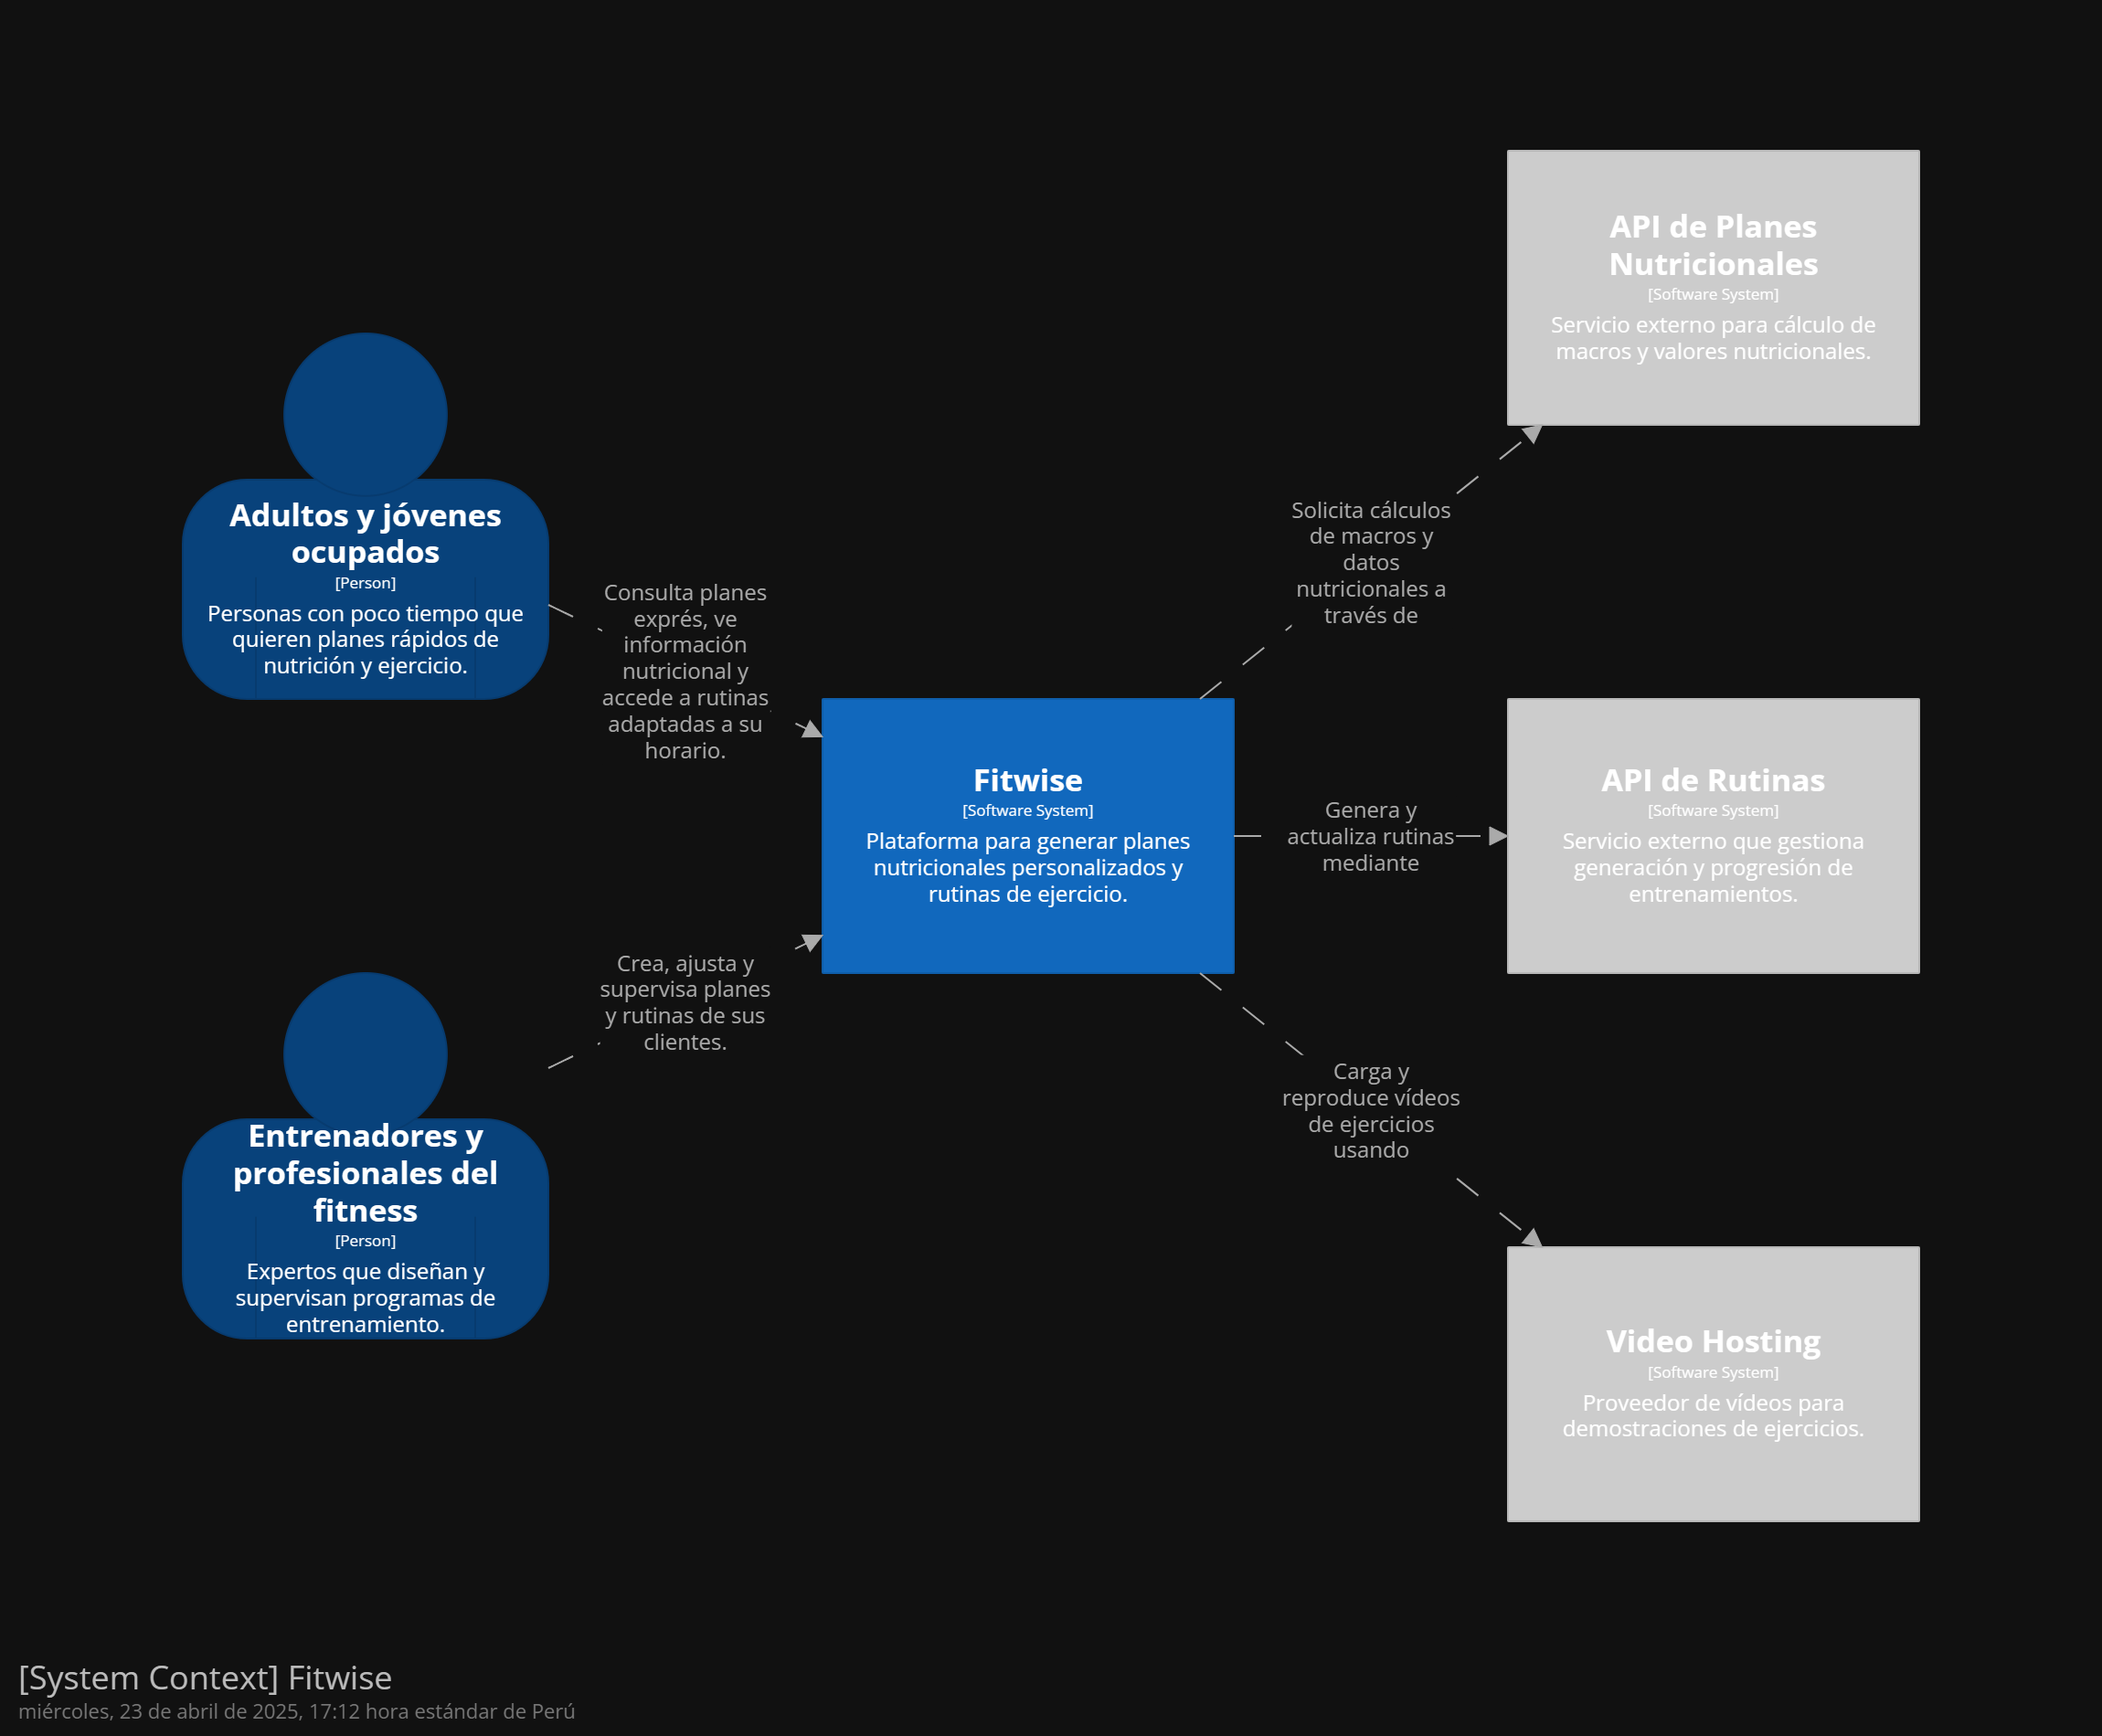 Adultos y jóvenes
ocupados
[Person]
Personas con poco tiempo que
quieren planes rápidos de
nutrición y ejercicio.
Consulta planes
exprés, ve
información
nutricional y
accede a rutinas
adaptadas a su
horario.
Entrenadores y
profesionales del
fitness
[Person]
Expertos que diseñan y
supervisan programas de
entrenamiento.
Crea, ajusta y
supervisa planes
y rutinas de sus
clientes.
Fitwise
[Software System]
Plataforma para generar planes
nutricionales personalizados y
rutinas de ejercicio.
Solicita cálculos
de macros y
datos
nutricionales a
través de
API de Planes
Nutricionales
[Software System]
Servicio externo para cálculo de
macros y valores nutricionales.
Genera y
actualiza rutinas
mediante
API de Rutinas
[Software System]
Servicio externo que gestiona
generación y progresión de
entrenamientos.
Carga y
reproduce vídeos
de ejercicios
usando
Video Hosting
[Software System]
Proveedor de vídeos para
demostraciones de ejercicios.
[System Context] Fitwise
miércoles, 23 de abril de 2025, 17:12 hora estándar de Perú